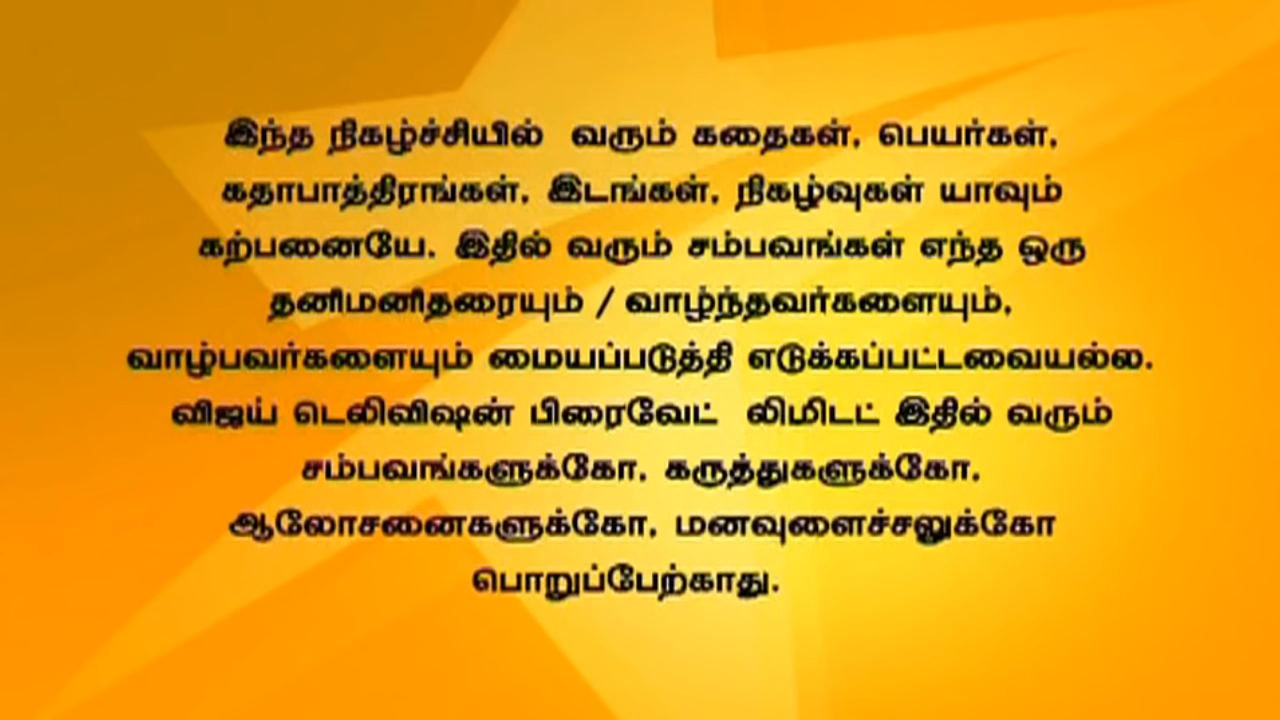 இந்த நிகழ்ச்சியில் வரும் கதைகள், பெயர்கள்,
கதாபாத்திரங்கள், இடங்கள், நிகழ்வுகள் யாவும்
கற்பனையே. இதில் வரும் சம்பவங்கள் எந்த ஒரு
தனிமனிதரையும் / வாழ்ந்தவர்களையும்,
வாழ்பவர்களையும் மையப்படுத்தி எடுக்கப்பட்டவையல்ல.
விஜய் டெலிவிஷன் பிரைவேட் லிமிடட் இதில் வரும்
சம்பவங்களுக்கோ, கருத்துகளுக்கோ,
ஆலோசனைகளுக்கோ, மனவுளைச்சலுக்கோ
பொறுப்பேற்காது.